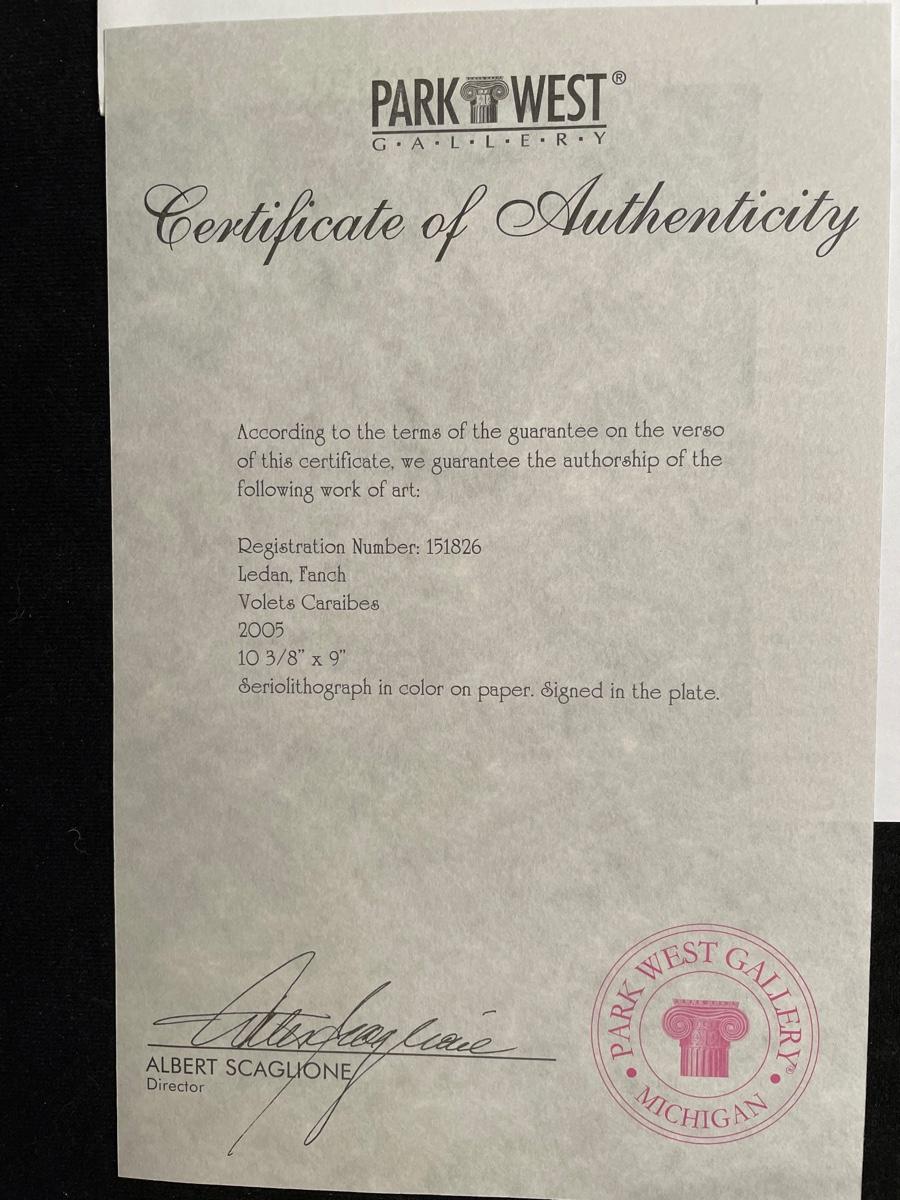 PARK WEST®
G·A·L·L·E·R·Y
Certificate of Authenticity
According to the terms of the guarantee on the verso
of this certificate, we guarantee the authorship of the
following work of art:
Registration Number: 151826
Ledan, Fanch
Volets Caraibes
2005
10 3/8" x 9"
Seriolithograph in color on paper. Signed in the plate.
Albert Scaglione
ALBERT SCAGLIONE
Director
PARK WEST GALLERY®
• MICHIGAN •